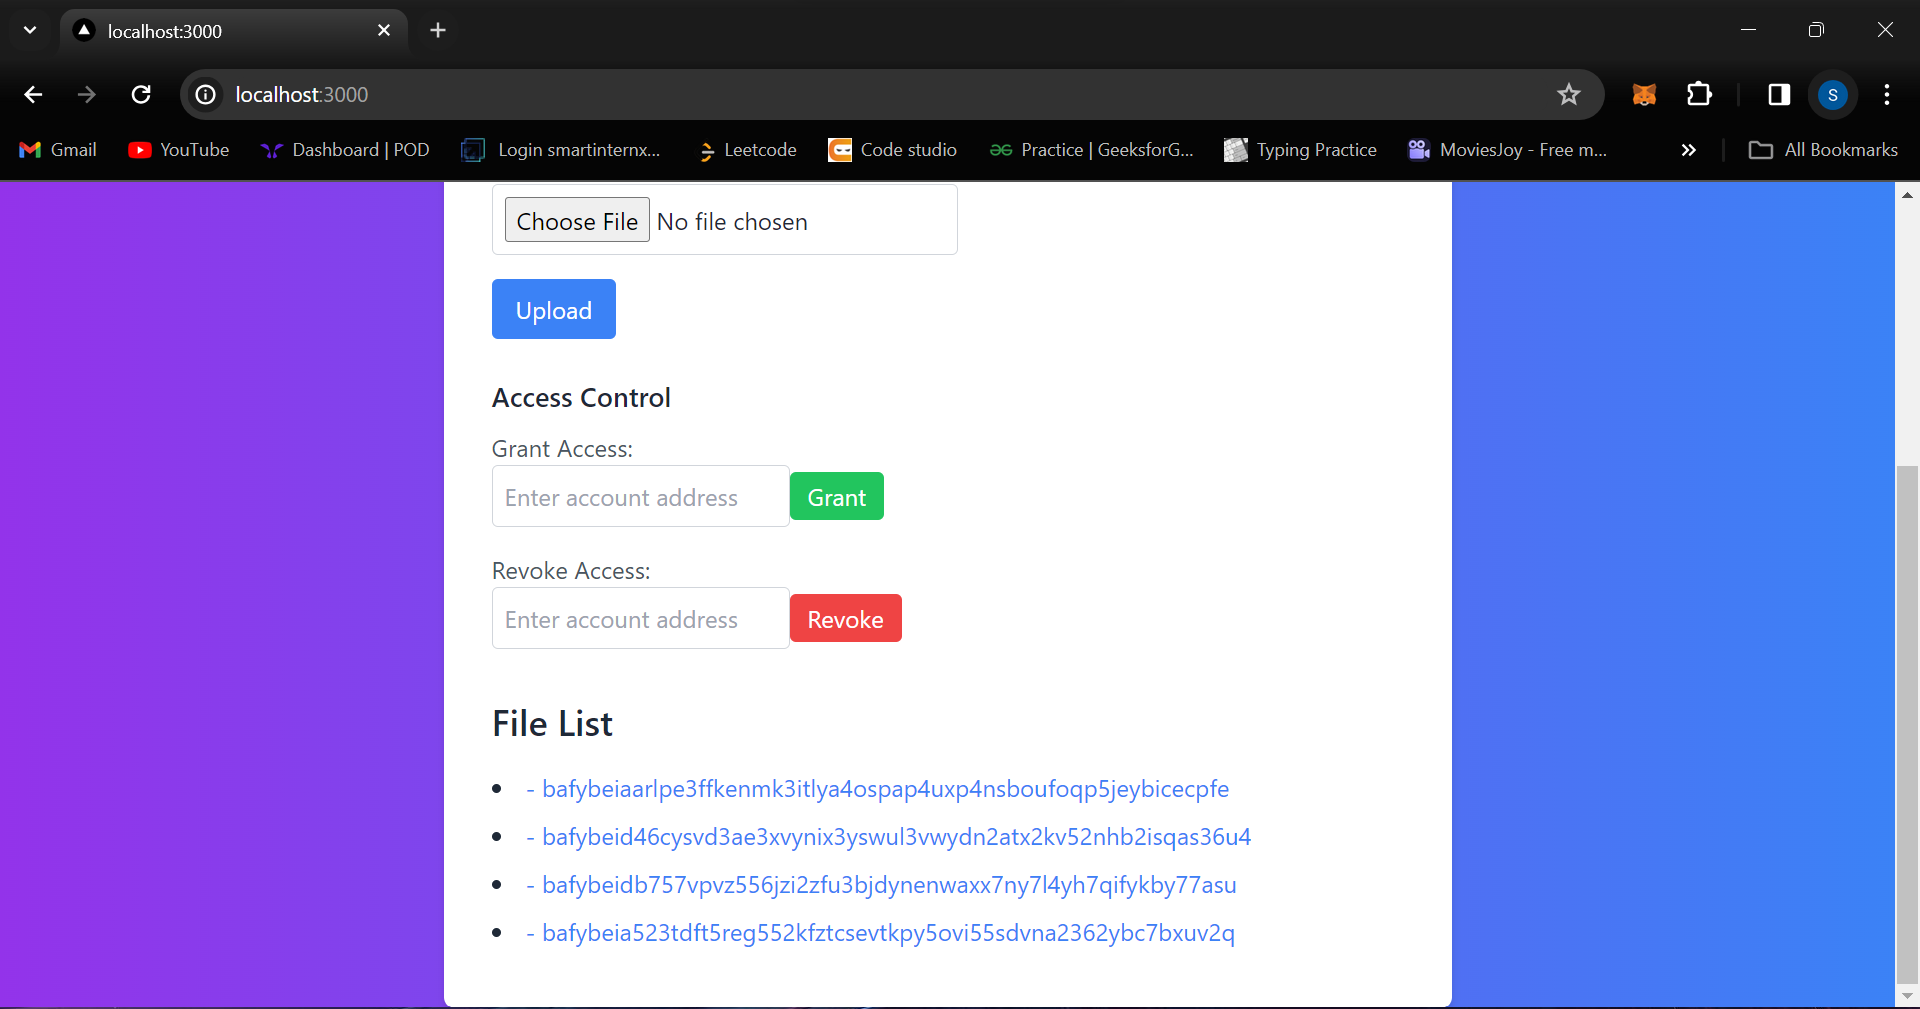 localhost:3000
localhost:3000
S
Gmail YouTube Dashboard | POD Login smartinternx... Leetcode Code studio Practice | GeeksforG... Typing Practice MoviesJoy - Free m... » All Bookmarks
Choose File No file chosen
Upload
Access Control
Grant Access:
Enter account address Grant
Revoke Access:
Enter account address Revoke
File List
- bafybeiaarlpe3ffkenmk3itlya4ospap4uxp4nsboufoqp5jeybicecpfe
- bafybeid46cysvd3ae3xvynix3yswul3vwydn2atx2kv52nhb2isqas36u4
- bafybeidb757vpvz556jzi2zfu3bjdynenwaxx7ny7l4yh7qifykby77asu
- bafybeia523tdft5reg552kfztcsevtkpy5ovi55sdvna2362ybc7bxuv2q